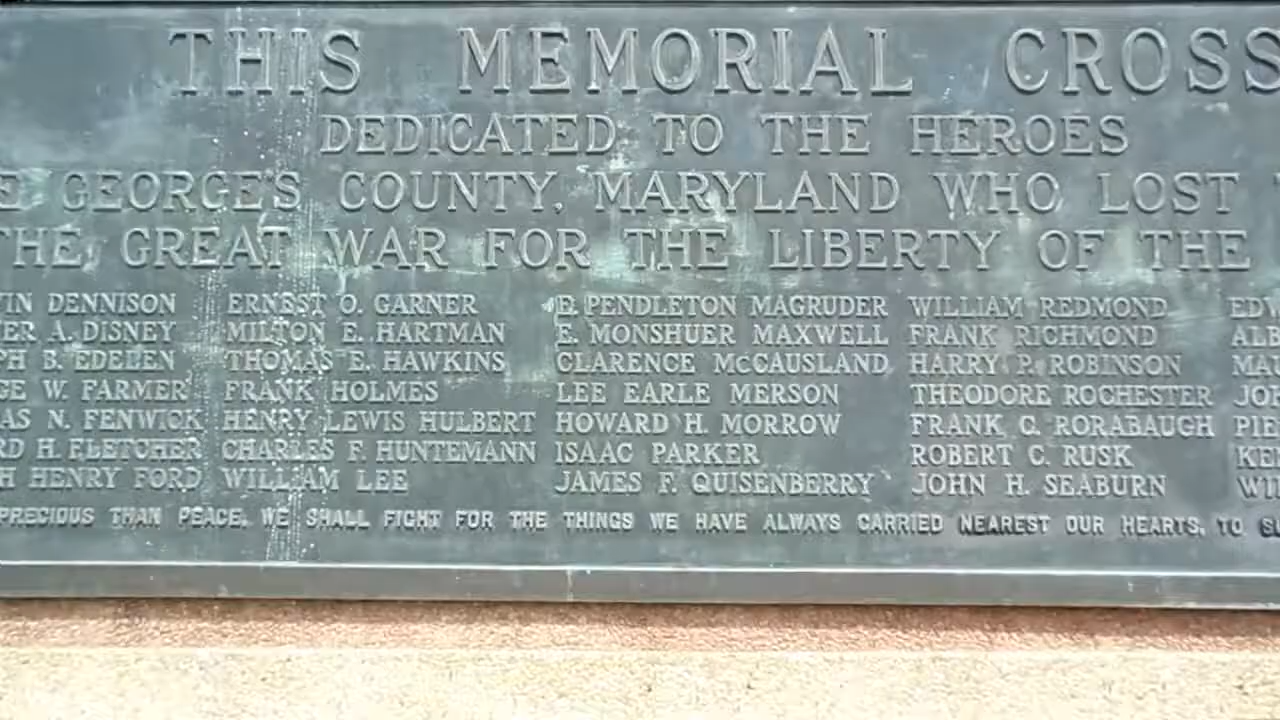 THIS MEMORIAL CROSS
DEDICATED TO THE HEROES
GEORGE'S COUNTY, MARYLAND WHO LOST
THE GREAT WAR FOR THE LIBERTY OF THE
DENNISON ERNEST O. GARNER E. PENDLETON MAGRUDER WILLIAM REDMOND
A. DISNEY MILTON E. HARTMAN E. MONSHUER MAXWELL FRANK RICHMOND
B. EDELEN THOMAS E. HAWKINS CLARENCE McCAUSLAND HARRY P. ROBINSON
W. FARMER FRANK HOLMES LEE EARLE MERSON THEODORE ROCHESTER
N. FENWICK HENRY LEWIS HULBERT HOWARD H. MORROW FRANK C. RORABAUGH
H. FLETCHER CHARLES F. HUNTEMANN ISAAC PARKER ROBERT C. RUSK
HENRY FORD WILLIAM LEE JAMES F. QUISENBERRY JOHN H. SEABURN
PRECIOUS THAN PEACE. WE SHALL FIGHT FOR THE THINGS WE HAVE ALWAYS CARRIED NEAREST OUR HEARTS. TO